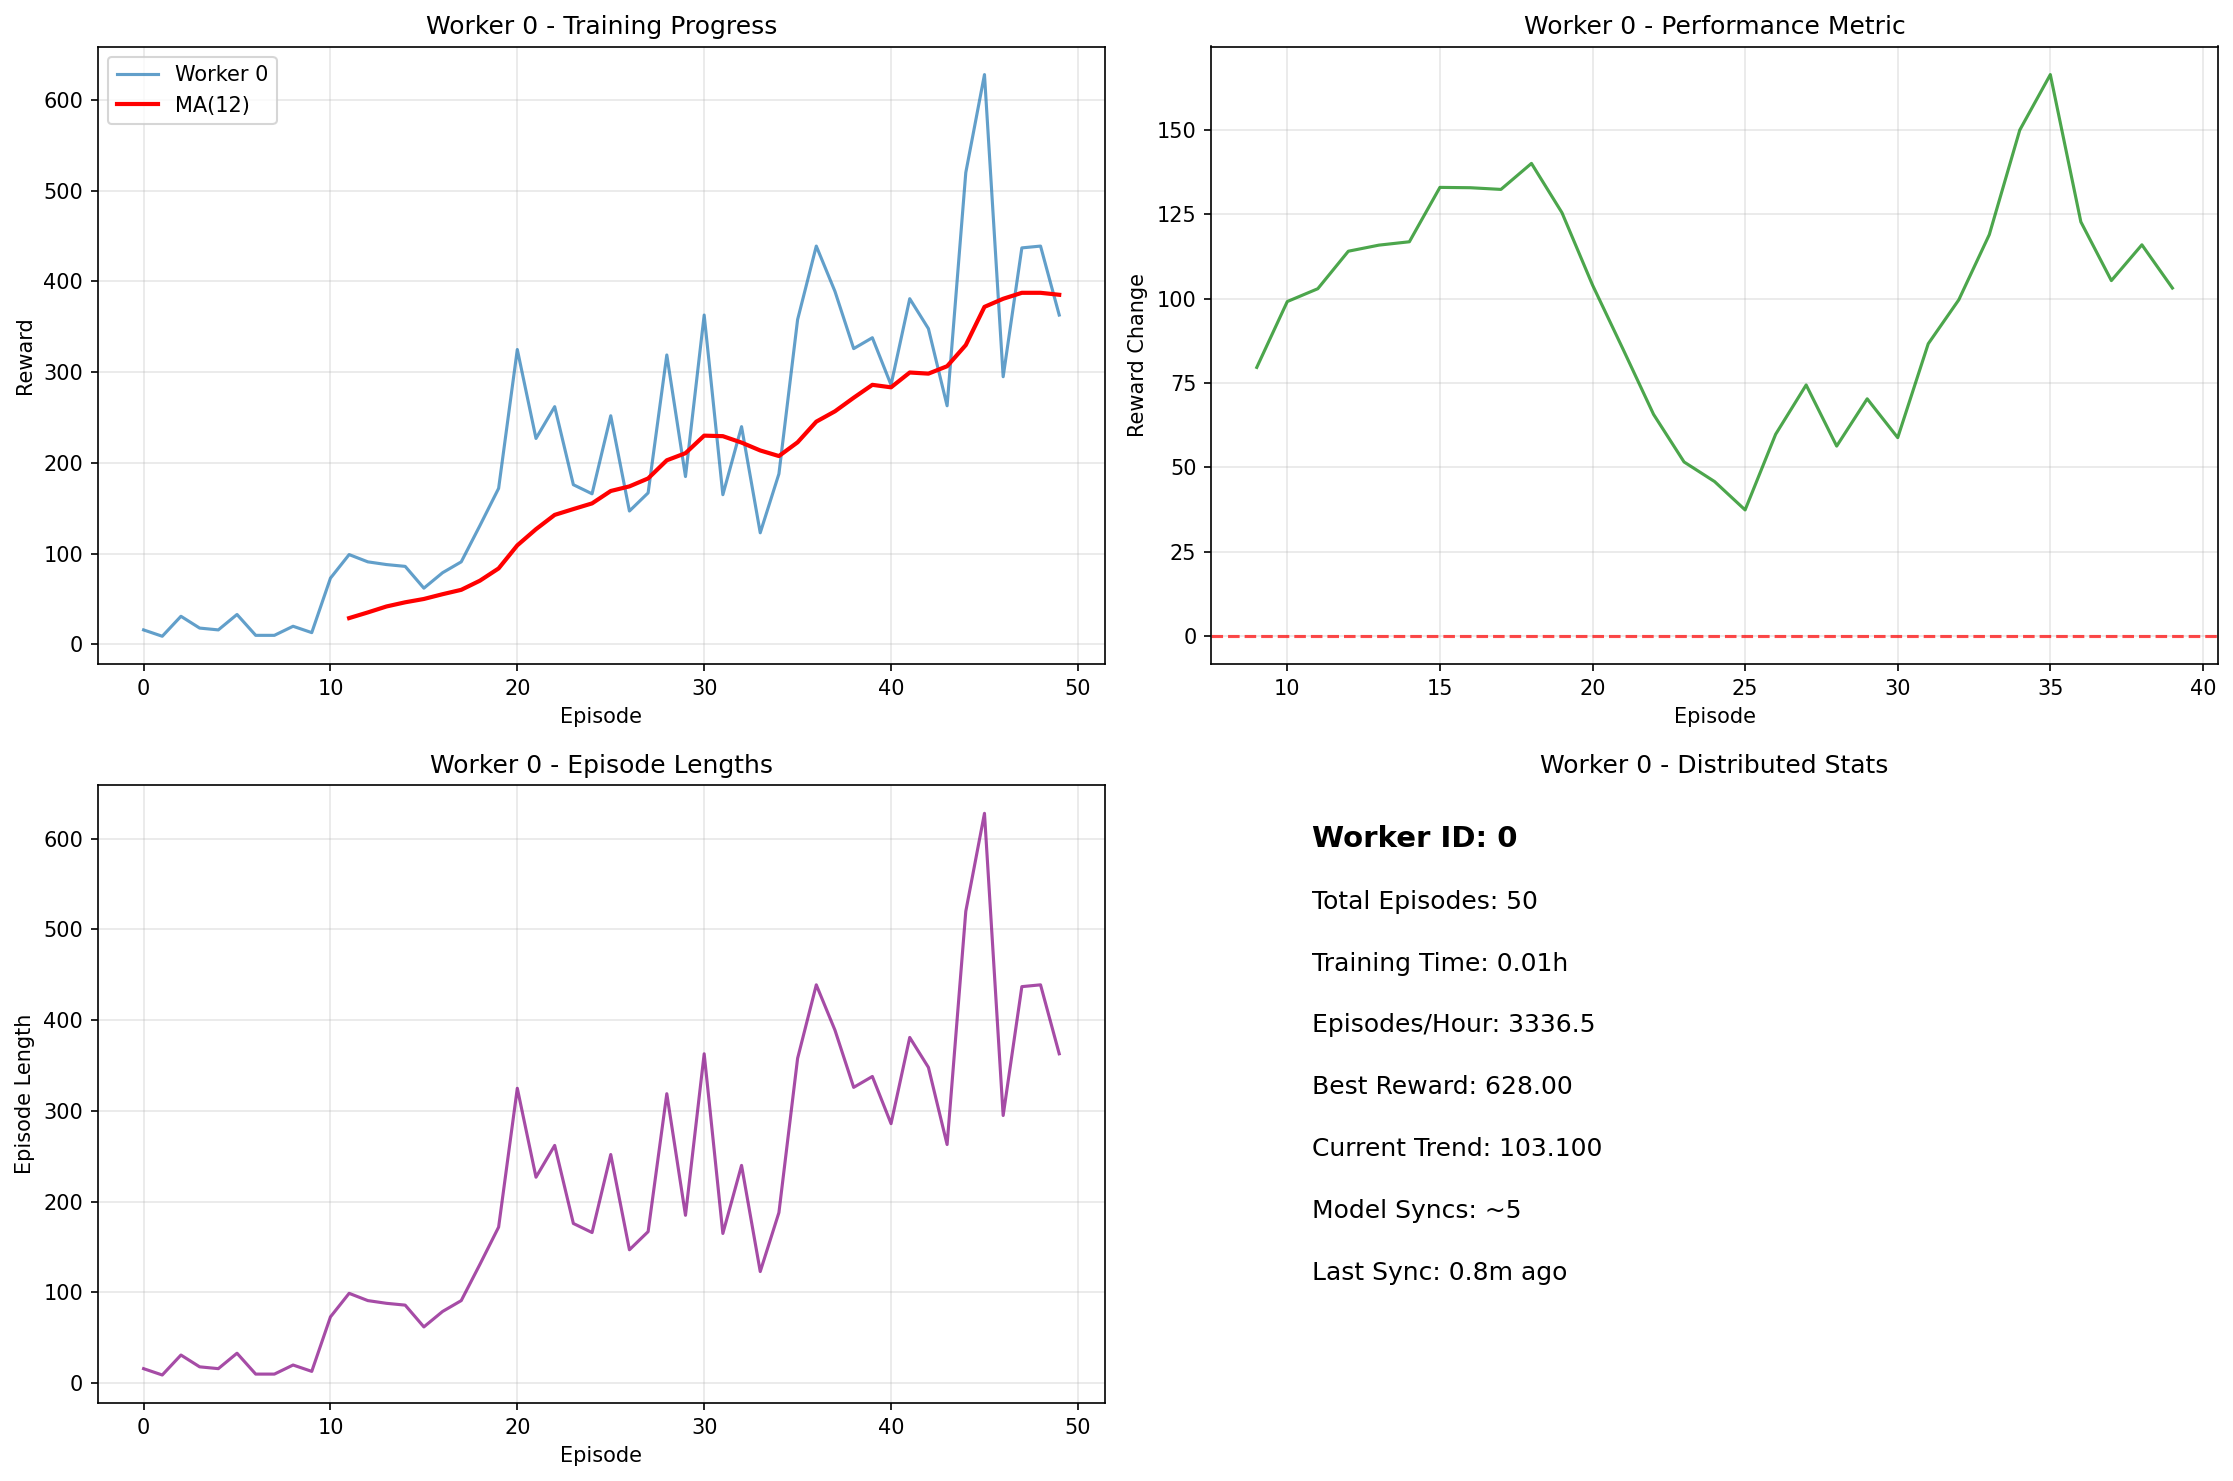 Worker 0 - Training Progress
Worker 0
MA(12)
600
500
400
300
200
100
0
Reward
0 10 20 30 40 50
Episode
Worker 0 - Performance Metric
150
125
100
75
50
25
0
Reward Change
10 15 20 25 30 35 40
Episode
Worker 0 - Episode Lengths
600
500
400
300
200
100
0
Episode Length
0 10 20 30 40 50
Episode
Worker 0 - Distributed Stats
Worker ID: 0
Total Episodes: 50
Training Time: 0.01h
Episodes/Hour: 3336.5
Best Reward: 628.00
Current Trend: 103.100
Model Syncs: ~5
Last Sync: 0.8m ago